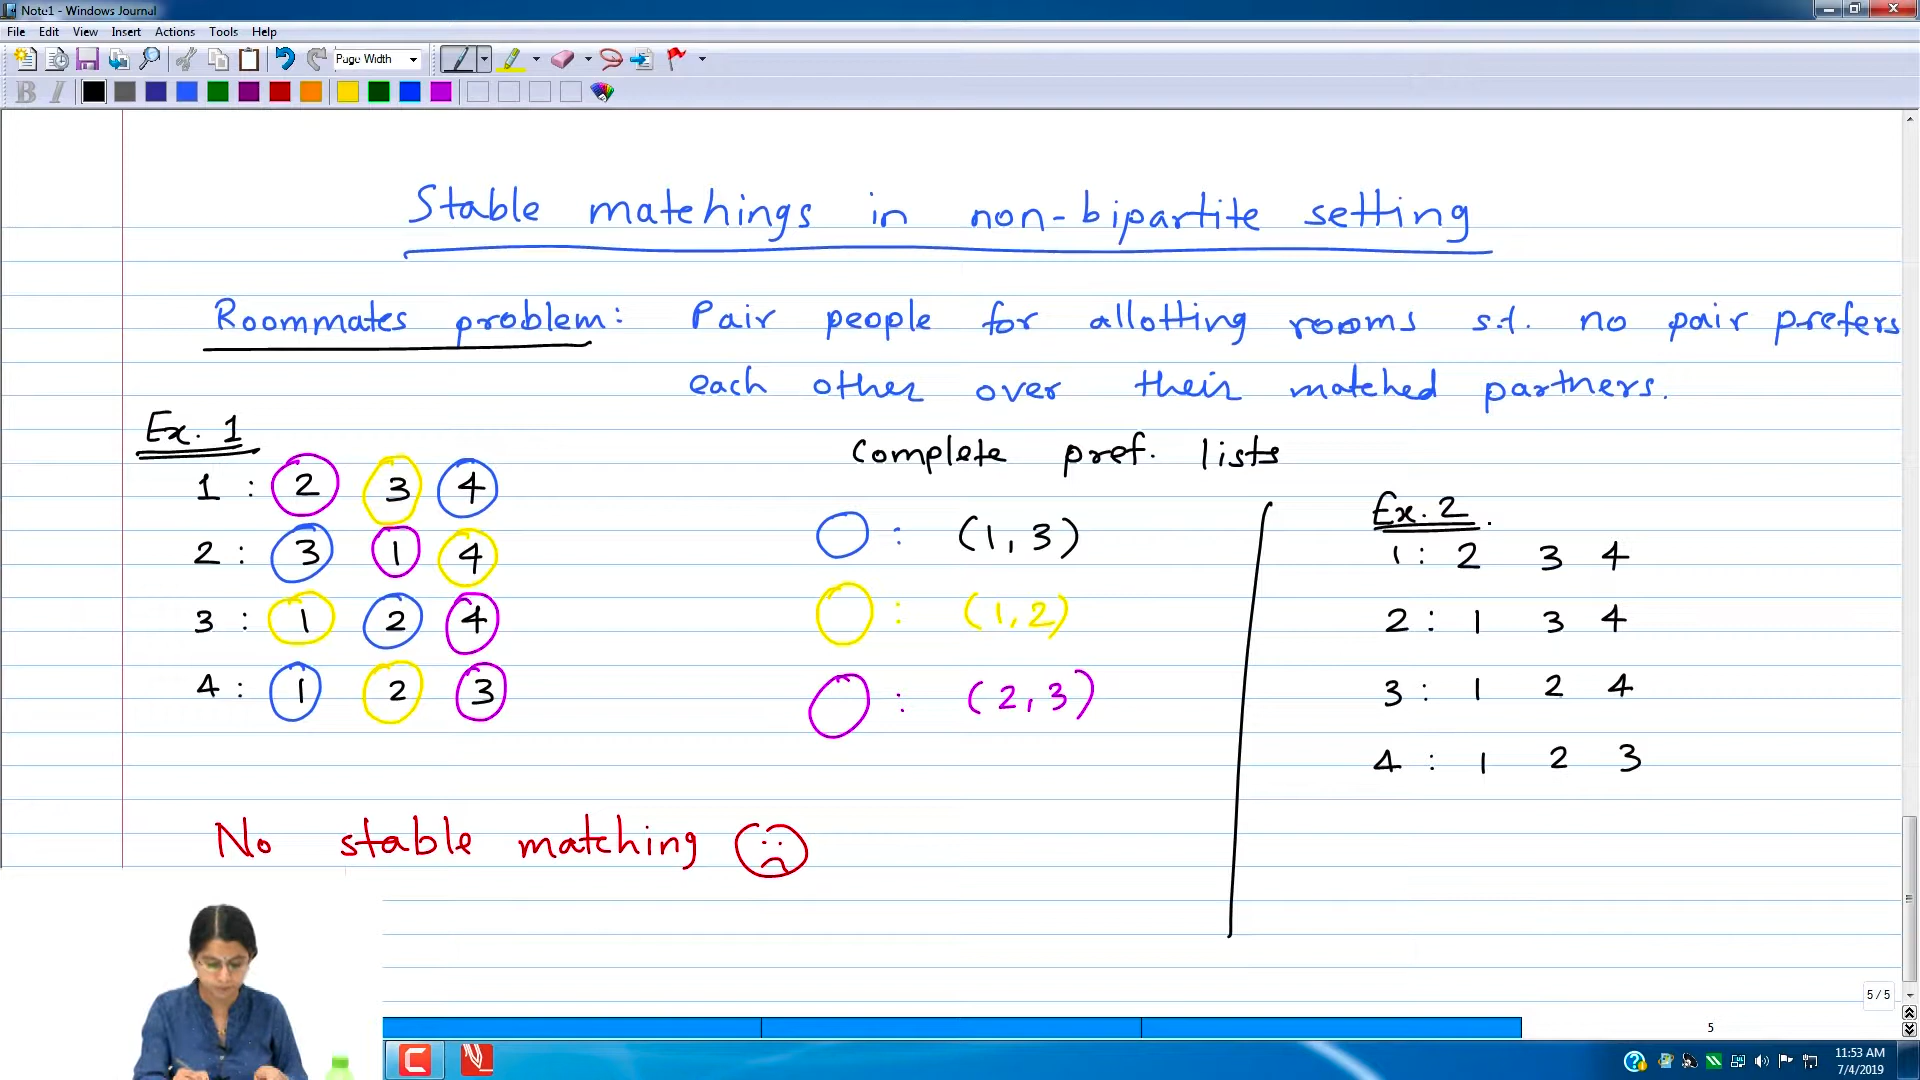 Note1 - Windows Journal
File Edit View Insert Actions Tools Help
Page Width
B I
Stable matchings in non-bipartite setting
Roommates problem: Pair people for allotting rooms s.t. no pair prefers
each other over their matched partners.
Ex. 1
Complete pref. lists
1 : 2 3 4
2 : 3 1 4
3 : 1 2 4
4 : 1 2 3
: (1, 3)
: (1, 2)
: (2, 3)
Ex. 2.
1 : 2 3 4
2 : 1 3 4
3 : 1 2 4
4 : 1 2 3
No stable matching
5 / 5
5
11:53 AM
7/4/2019